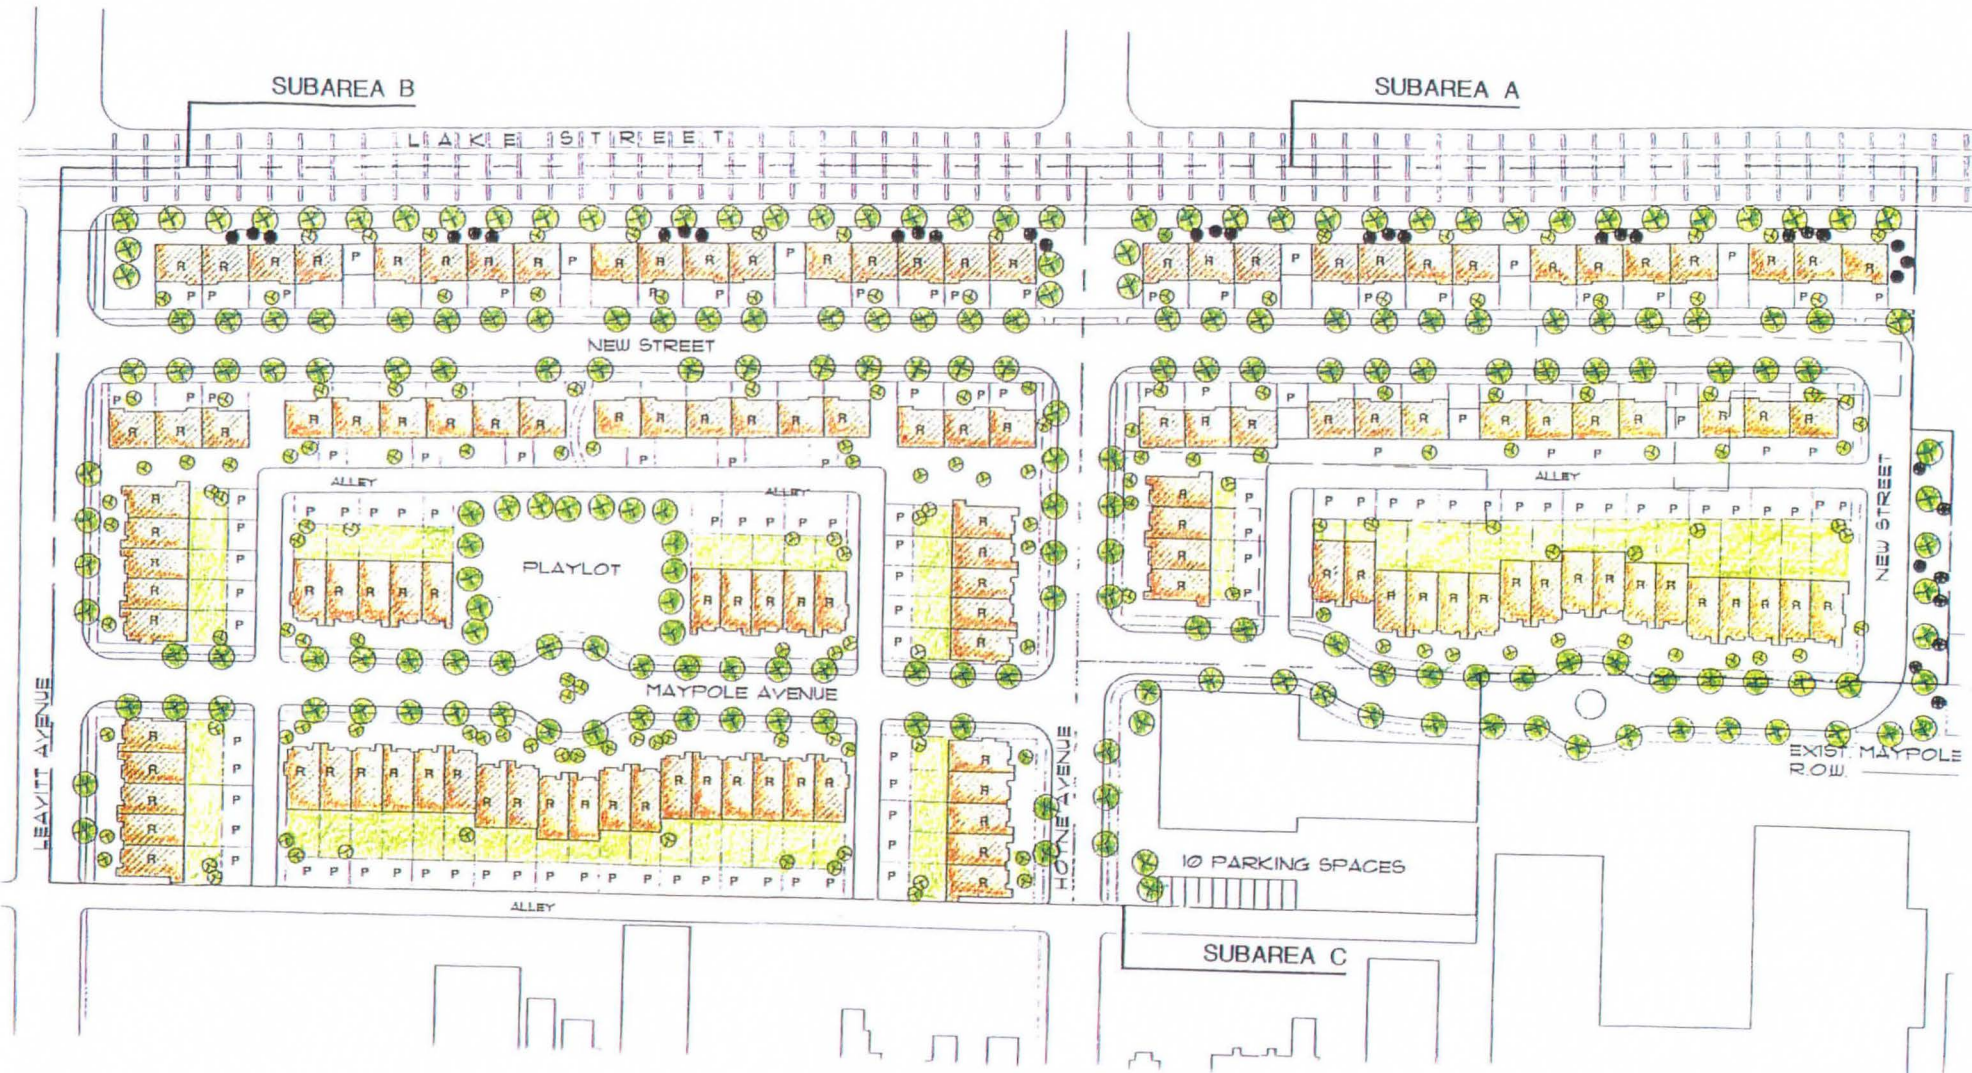 SUBAREA B
SUBAREA A
LAKE STREET
R R R R P R R R R P R R R R P R R R R R
R R R P R R R R P R R R R P R R R
P P P P P P P P P
P P P P P P
NEW STREET
P P P P P P
P P P P
R R R R R R R R R R R R R R R R R R
R R R R R R P R R R R P R R R
P P P P P P
P P P P
ALLEY
ALLEY
ALLEY
R R R R R
P P P P P
P P P P P
P P P P P
PLAYLOT
R R R R R
R R R R R
P P P P P
R R R R R
R R R R
P P P P P
P P P P P P P P P P P P P P P P P
R R R R R R R R R R R R R R R R R
NEW STREET
MAYPOLE AVENUE
LEAVITT AVENUE
R R R R R
P P P P P
R R R R R R R R R R R R R R R R R R
P P P P P P P P P P P P P P P P P P
P P P P P
R R R R R
HOYNE AVENUE
EXIST. MAYPOLE
R.O.W.
10 PARKING SPACES
ALLEY
SUBAREA C